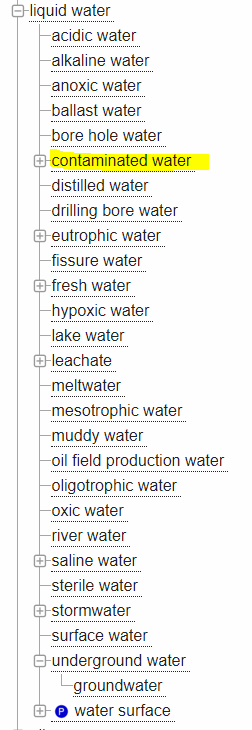 liquid water
acidic water
alkaline water
anoxic water
ballast water
bore hole water
contaminated water
distilled water
drilling bore water
eutrophic water
fissure water
fresh water
hypoxic water
lake water
leachate
meltwater
mesotrophic water
muddy water
oil field production water
oligotrophic water
oxic water
river water
saline water
sterile water
stormwater
surface water
underground water
groundwater
P water surface